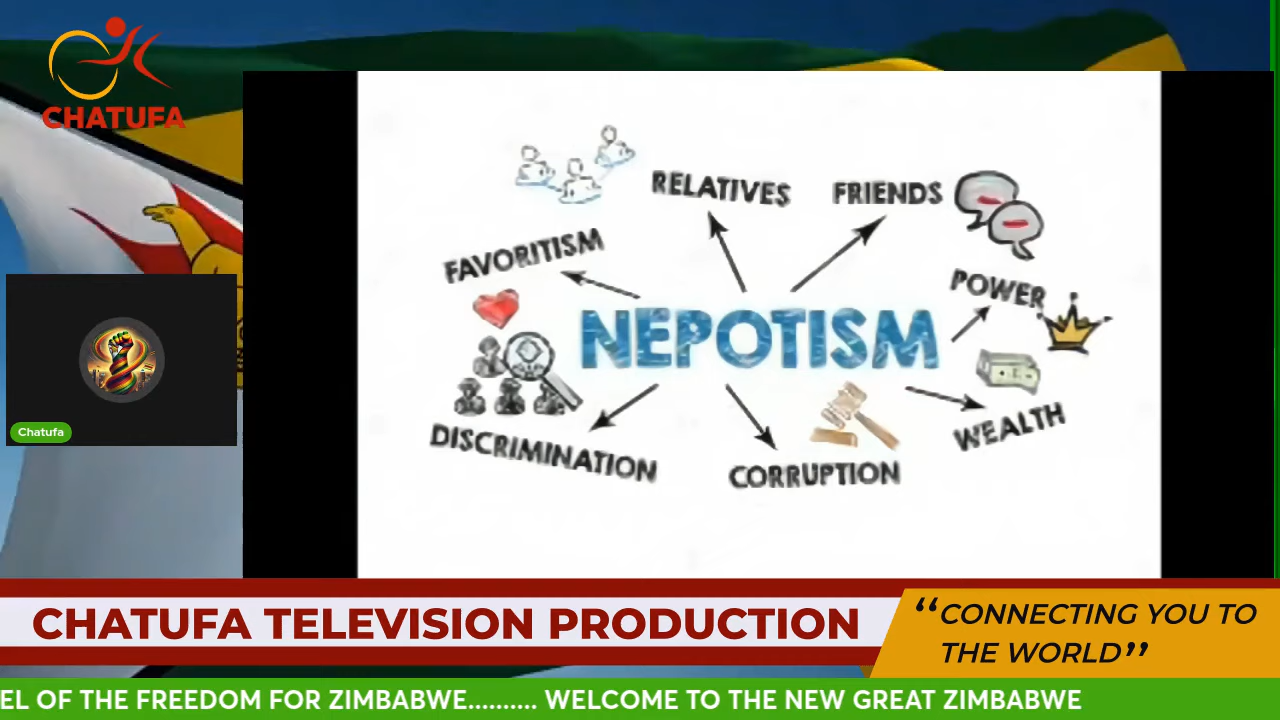 CHATUFA
RELATIVES
FRIENDS
FAVORITISM
POWER
NEPOTISM
WEALTH
DISCRIMINATION
CORRUPTION
Chatufa
CHATUFA TELEVISION PRODUCTION
“CONNECTING YOU TO
THE WORLD”
EL OF THE FREEDOM FOR ZIMBABWE.......... WELCOME TO THE NEW GREAT ZIMBABWE